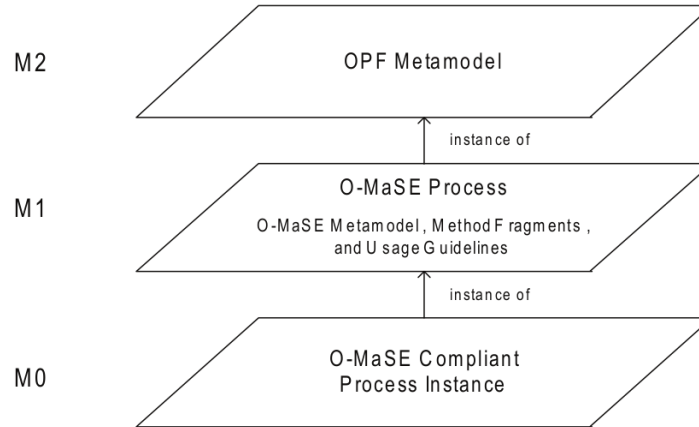 M2
OPF Metamodel
instance of
M1
O-MaSE Process
O-MaSE Metamodel, Method Fragments,
and Usage Guidelines
instance of
M0
O-MaSE Compliant
Process Instance